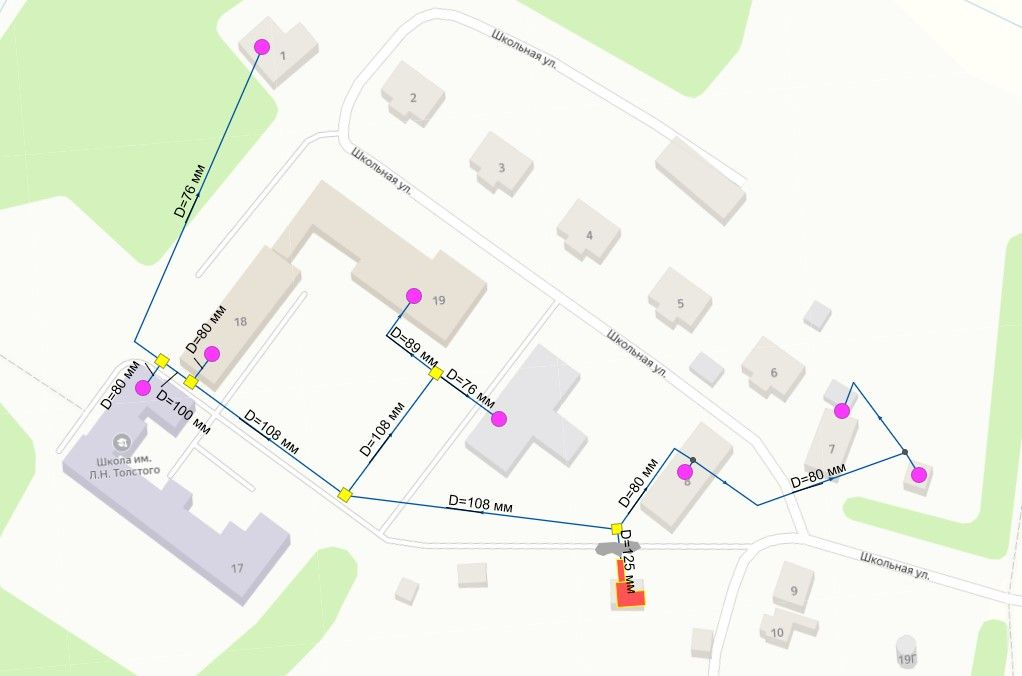 Школьная ул.
1
2
Школьная ул.
3
D=76 мм
4
19
5
18
D=80 мм
D=89 мм
Школьная ул.
6
D=76 мм
D=80 мм
D=100 мм
D=108 мм
D=108 мм
7
Школа им.
Л.Н. Толстого
D=80 мм
8
D=80 мм
D=108 мм
D=125 мм
17
Школьная ул.
9
10
19Г